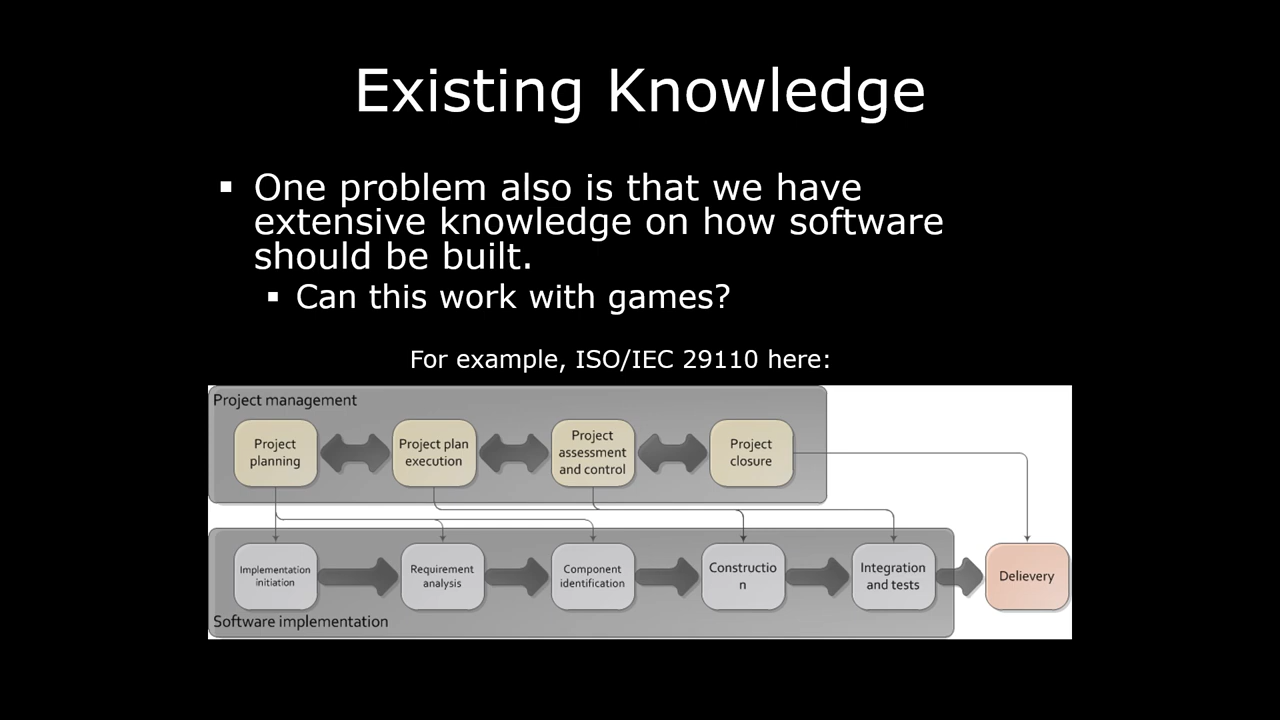 Existing Knowledge
▪ One problem also is that we have
extensive knowledge on how software
should be built.
▪ Can this work with games?
For example, ISO/IEC 29110 here:
Project management
Project
planning
Project plan
execution
Project
assessment
and control
Project
closure
Implementation
initiation
Requirement
analysis
Component
identification
Constructio
n
Integration
and tests
Delievery
Software implementation